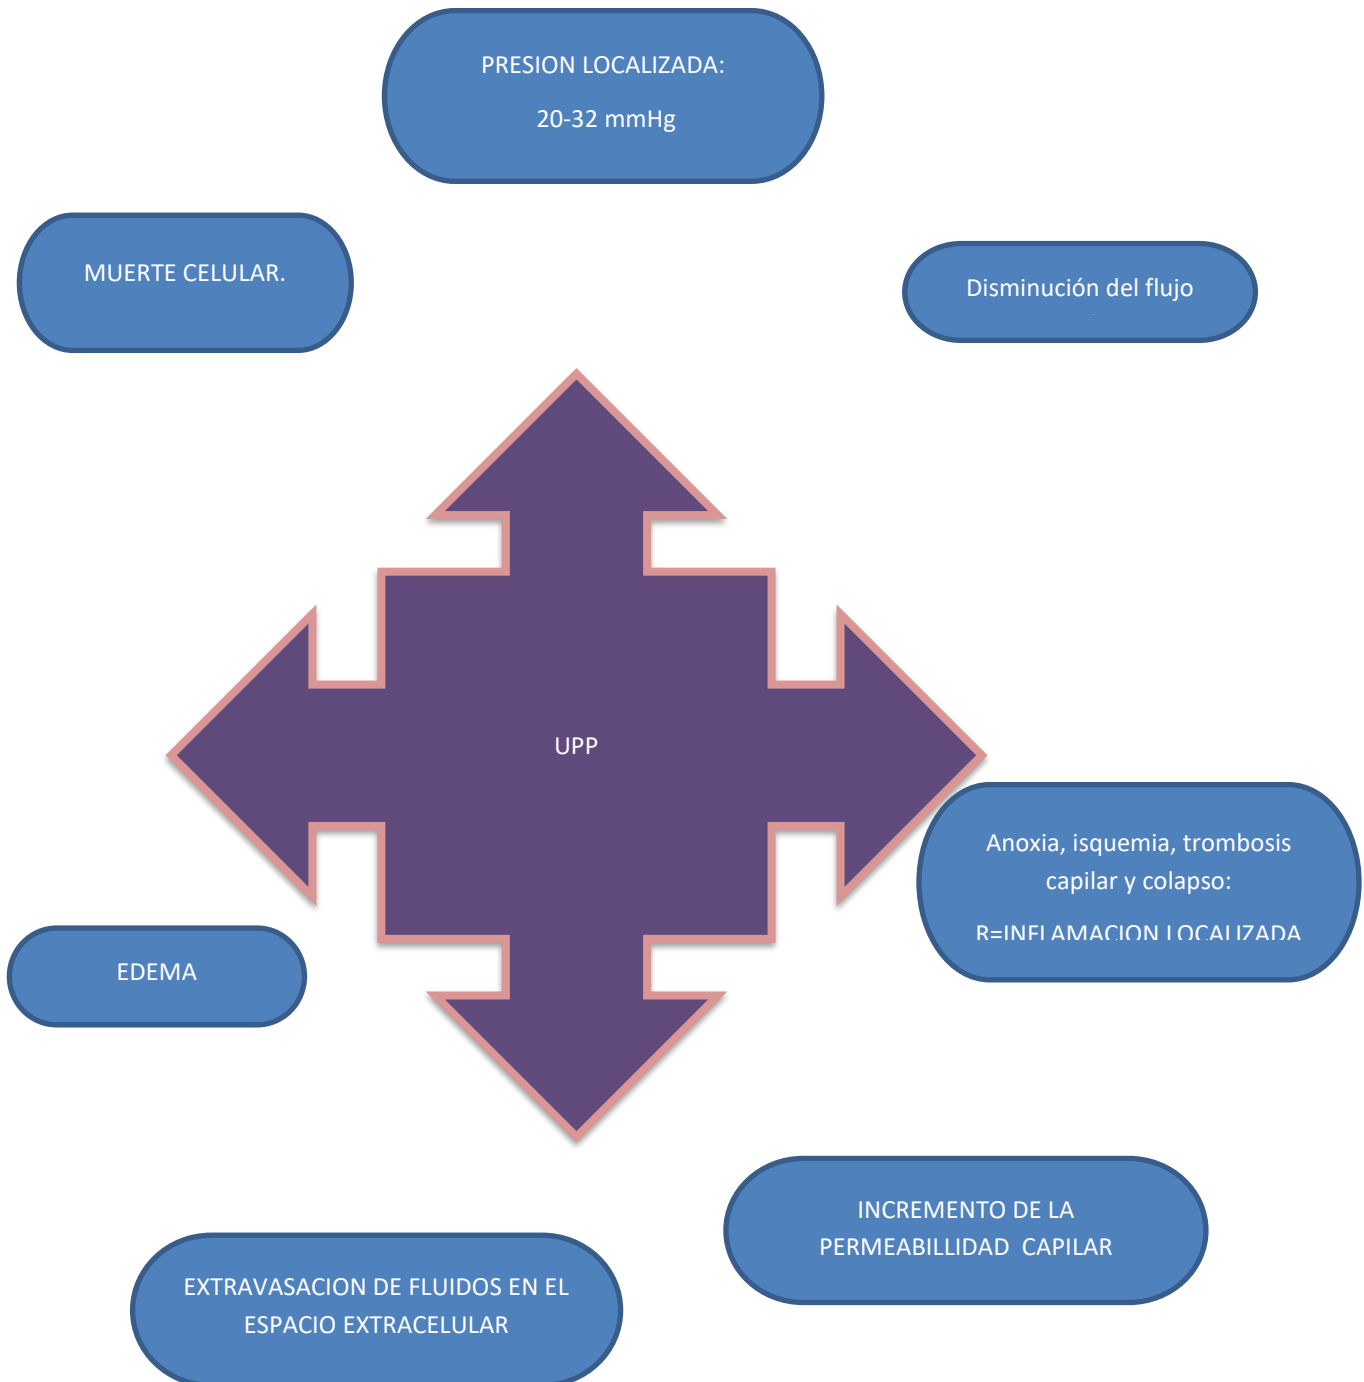 PRESION LOCALIZADA:
20-32 mmHg
MUERTE CELULAR.
Disminución del flujo
UPP
Anoxia, isquemia, trombosis
capilar y colapso:
R=INFLAMACION LOCALIZADA
EDEMA
INCREMENTO DE LA
PERMEABILLIDAD CAPILAR
EXTRAVASACION DE FLUIDOS EN EL
ESPACIO EXTRACELULAR